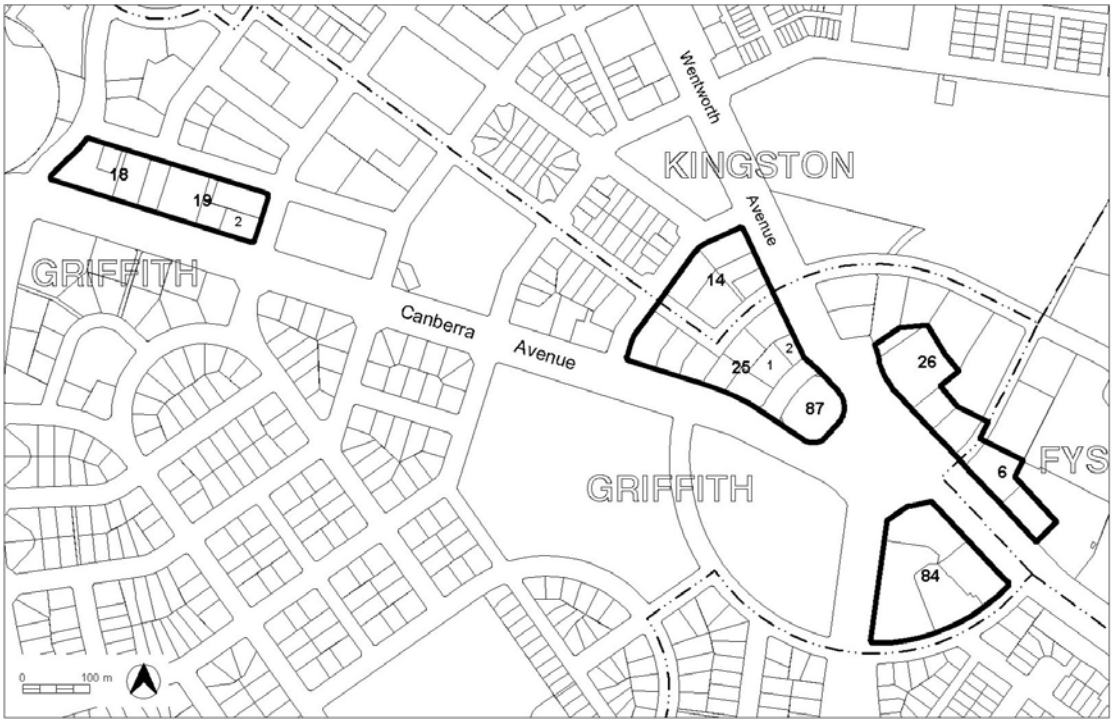 Wentworth
KINGSTON
Avenue
18
19
2
14
GRIFFITH
Canberra
Avenue
2
25
1
26
87
FYS
6
GRIFFITH
84
0
100 m